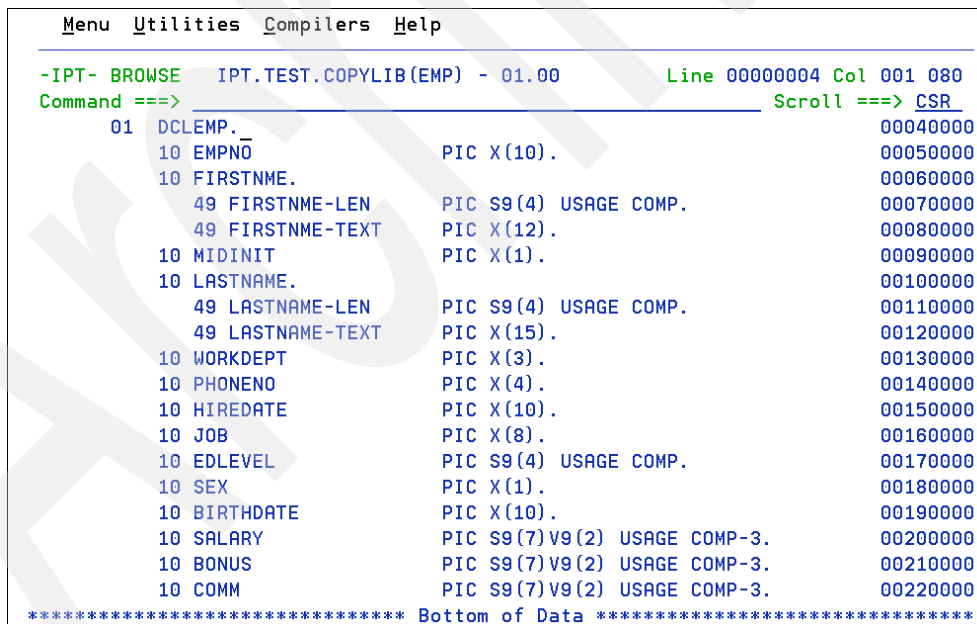 Menu Utilities Compilers Help
-IPT- BROWSE IPT.TEST.COPYLIB(EMP) - 01.00 Line 00000004 Col 001 080
Command ===> Scroll ===> CSR
01 DCLEMP. 00040000
10 EMPNO PIC X(10). 00050000
10 FIRSTNME. 00060000
49 FIRSTNME-LEN PIC S9(4) USAGE COMP. 00070000
49 FIRSTNME-TEXT PIC X(12). 00080000
10 MIDINIT PIC X(1). 00090000
10 LASTNAME. 00100000
49 LASTNAME-LEN PIC S9(4) USAGE COMP. 00110000
49 LASTNAME-TEXT PIC X(15). 00120000
10 WORKDEPT PIC X(3). 00130000
10 PHONENO PIC X(4). 00140000
10 HIREDATE PIC X(10). 00150000
10 JOB PIC X(8). 00160000
10 EDLEVEL PIC S9(4) USAGE COMP. 00170000
10 SEX PIC X(1). 00180000
10 BIRTHDATE PIC X(10). 00190000
10 SALARY PIC S9(7)V9(2) USAGE COMP-3. 00200000
10 BONUS PIC S9(7)V9(2) USAGE COMP-3. 00210000
10 COMM PIC S9(7)V9(2) USAGE COMP-3. 00220000
******************************** Bottom of Data ********************************